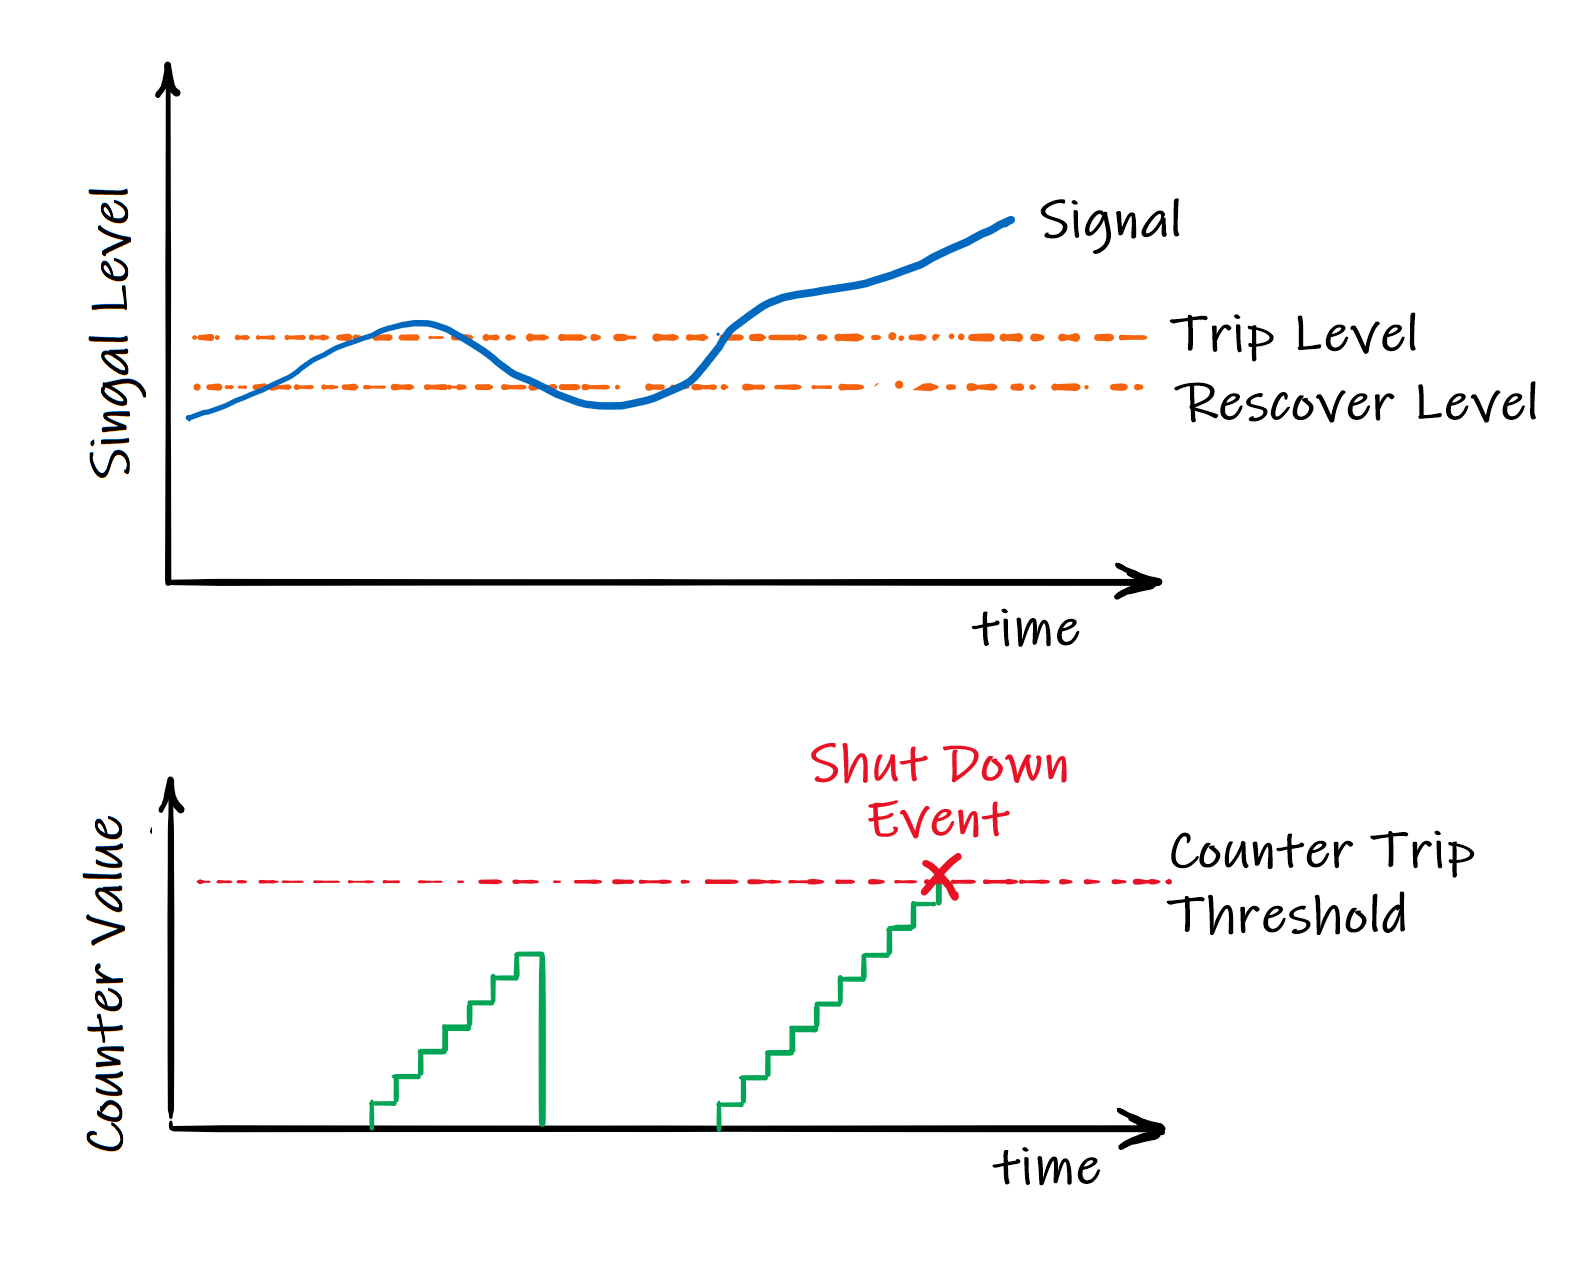 Singal Level
Signal
Trip Level
Rescover Level
time
Shut Down
Event
Counter Value
Counter Trip
Threshold
time